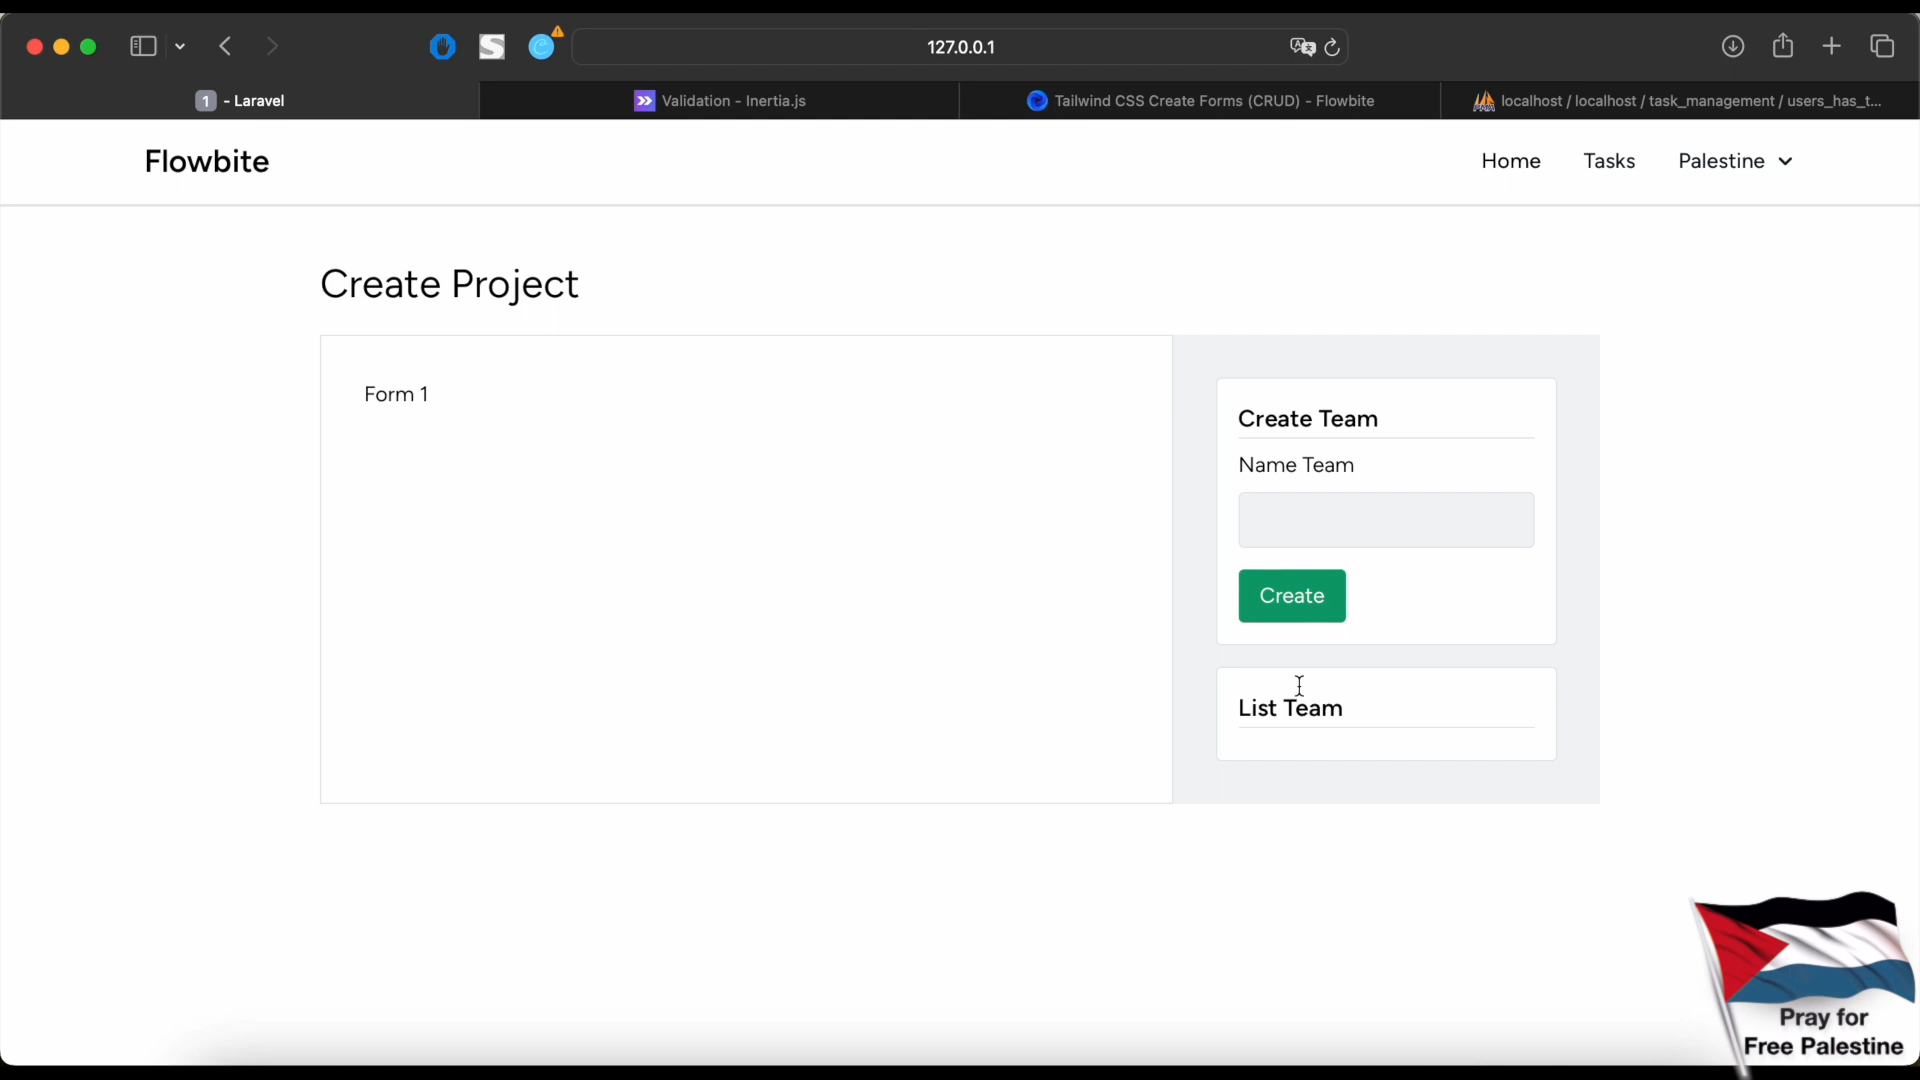 127.0.0.1
1 - Laravel
Validation - Inertia.js
Tailwind CSS Create Forms (CRUD) - Flowbite
localhost / localhost / task_management / users_has_t...
Flowbite
Home
Tasks
Palestine
Create Project
Form 1
Create Team
Name Team
Create
List Team
Pray for
Free Palestine